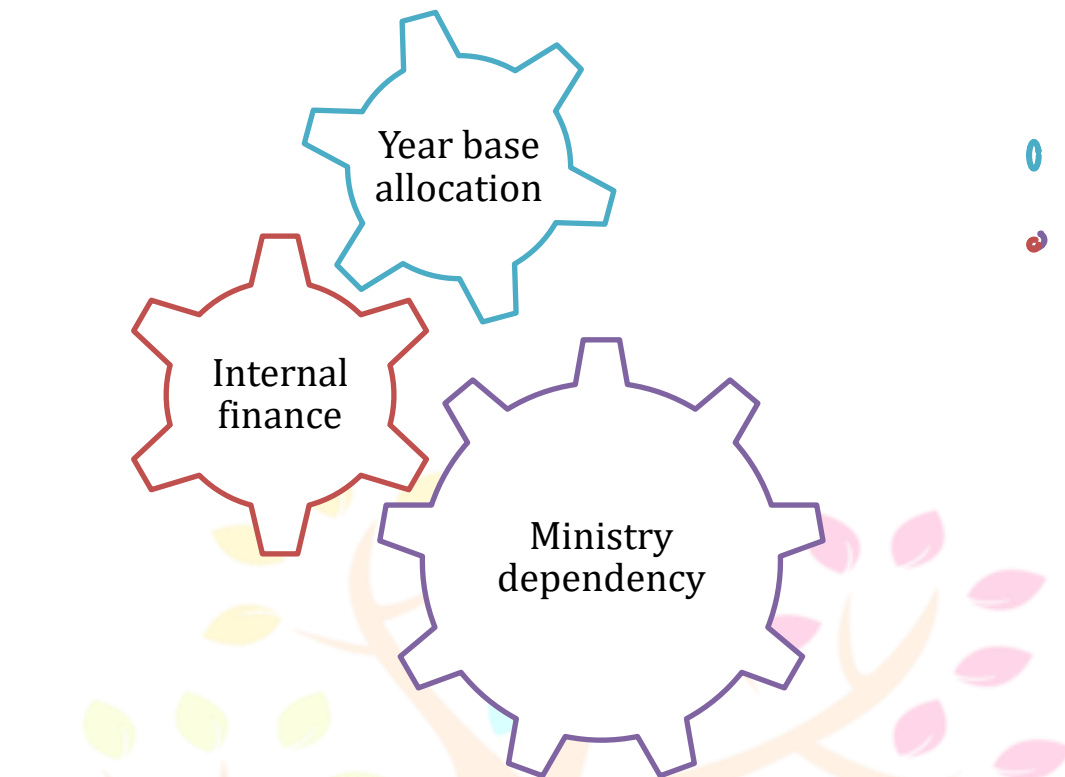 Year base
allocation
Internal
finance
Ministry
dependency